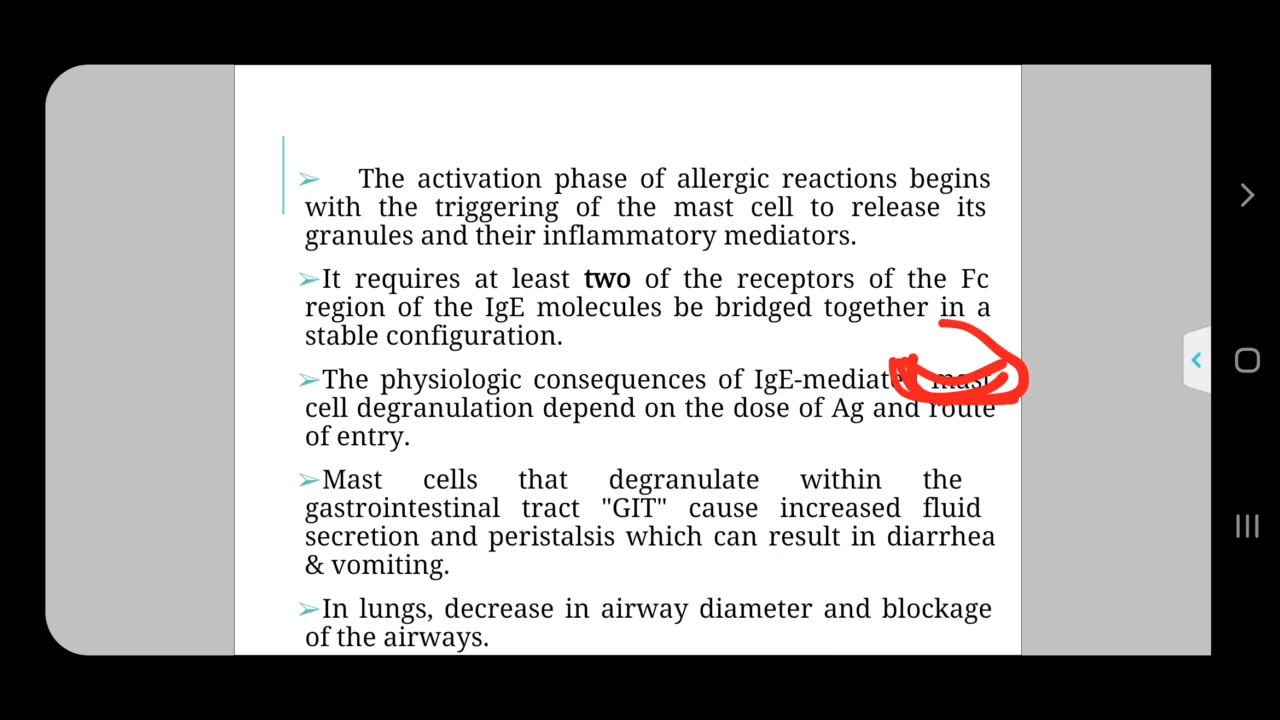 ➢ The activation phase of allergic reactions begins
with the triggering of the mast cell to release its
granules and their inflammatory mediators.
➢It requires at least two of the receptors of the Fc
region of the IgE molecules be bridged together in a
stable configuration.
➢The physiologic consequences of IgE-mediated mast
cell degranulation depend on the dose of Ag and route
of entry.
➢Mast cells that degranulate within the
gastrointestinal tract "GIT" cause increased fluid
secretion and peristalsis which can result in diarrhea
& vomiting.
➢In lungs, decrease in airway diameter and blockage
of the airways.